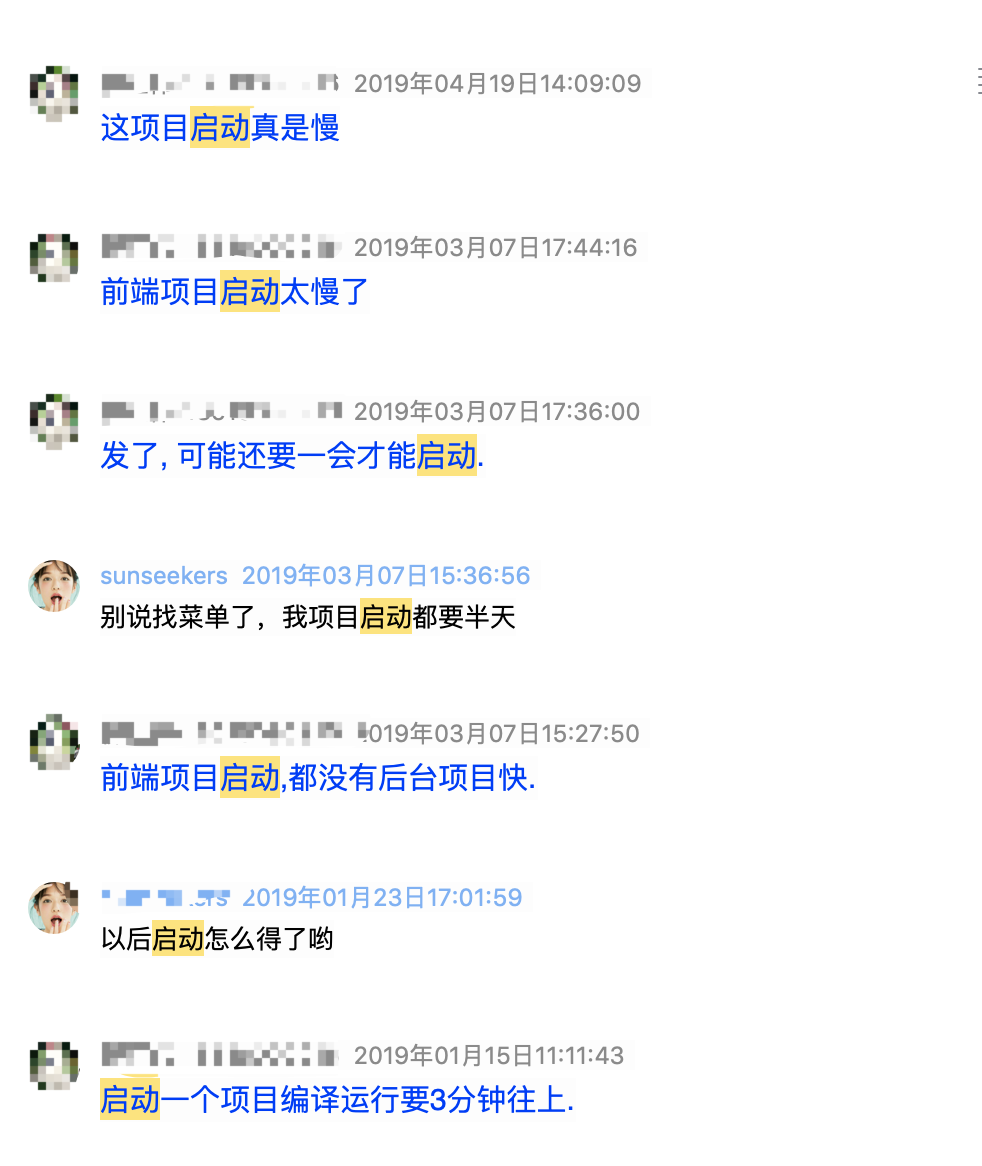 2019年04月19日14:09:09
这项目启动真是慢
2019年03月07日17:44:16
前端项目启动太慢了
2019年03月07日17:36:00
发了, 可能还要一会才能启动.
sunseekers 2019年03月07日15:36:56
别说找菜单了，我项目启动都要半天
019年03月07日15:27:50
前端项目启动,都没有后台项目快.
2019年01月23日17:01:59
以后启动怎么得了哟
2019年01月15日11:11:43
启动一个项目编译运行要3分钟往上.